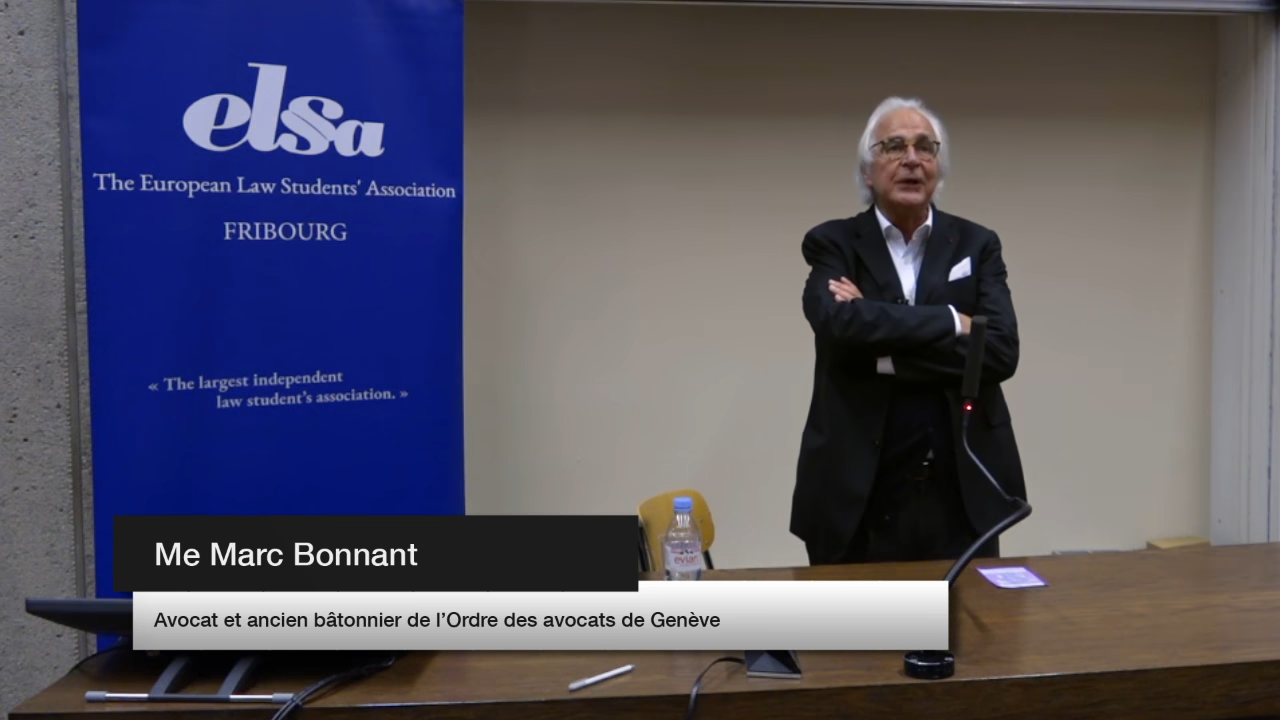 elsa
The European Law Students' Association
FRIBOURG
« The largest independent
law student's association. »
evian
Me Marc Bonnant
Avocat et ancien bâtonnier de l'Ordre des avocats de Genève